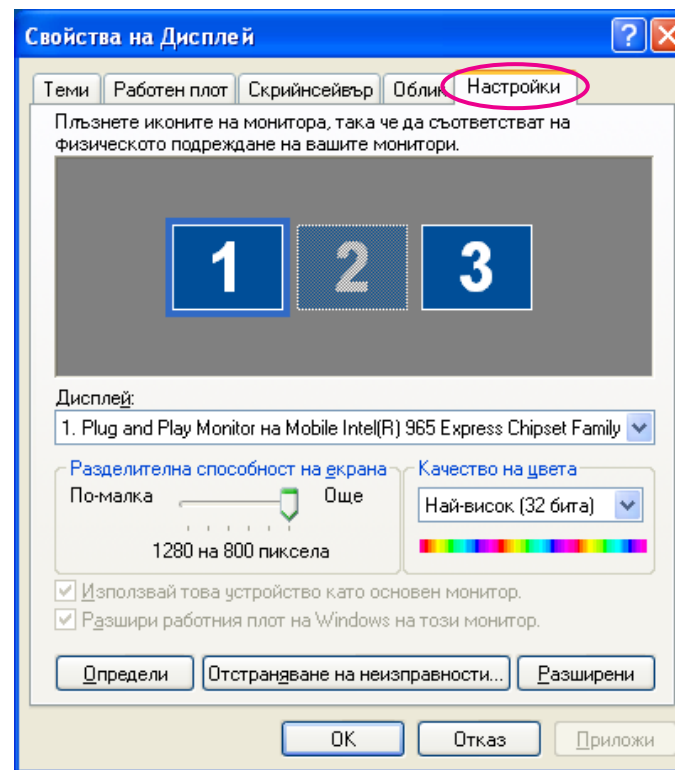 Свойства на Дисплей
Теми Работен плот Скрийнсейвър Облик Настройки
Плъзнете иконите на монитора, така че да съответстват на
физическото подреждане на вашите монитори.
1 2 3
Дисплей:
1. Plug and Play Monitor на Mobile Intel(R) 965 Express Chipset Family
Разделителна способност на екрана Качество на цвета
По-малка Още Най-висок (32 бита)
1280 на 800 пиксела
Използвай това устройство като основен монитор.
Разшири работния плот на Windows на този монитор.
Определи Отстраняване на неизправности... Разширени
OK Отказ Приложи